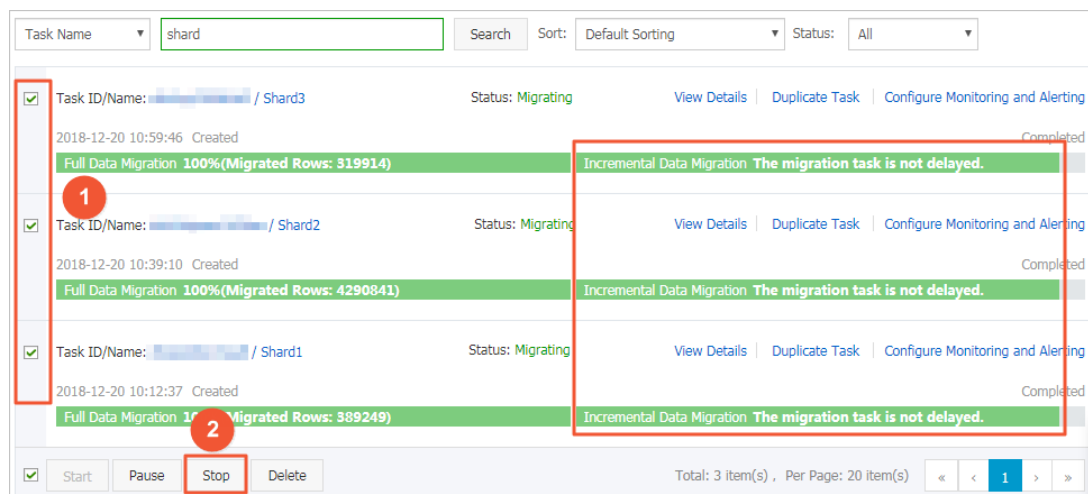 Task Name ▼ shard Search Sort: Default Sorting ▼ Status: All ▼
Task ID/Name: / Shard3 Status: Migrating View Details Duplicate Task Configure Monitoring and Alerting
2018-12-20 10:59:46 Created Completed
Full Data Migration 100%(Migrated Rows: 319914) Incremental Data Migration The migration task is not delayed.
1
Task ID/Name: / Shard2 Status: Migrating View Details Duplicate Task Configure Monitoring and Alerting
2018-12-20 10:39:10 Created Completed
Full Data Migration 100%(Migrated Rows: 4290841) Incremental Data Migration The migration task is not delayed.
Task ID/Name: / Shard1 Status: Migrating View Details Duplicate Task Configure Monitoring and Alerting
2018-12-20 10:12:37 Created Completed
Full Data Migration Migrated Rows: 389249) Incremental Data Migration The migration task is not delayed.
2
Start Pause Stop Delete Total: 3 item(s) , Per Page: 20 item(s) « ‹ 1 › »